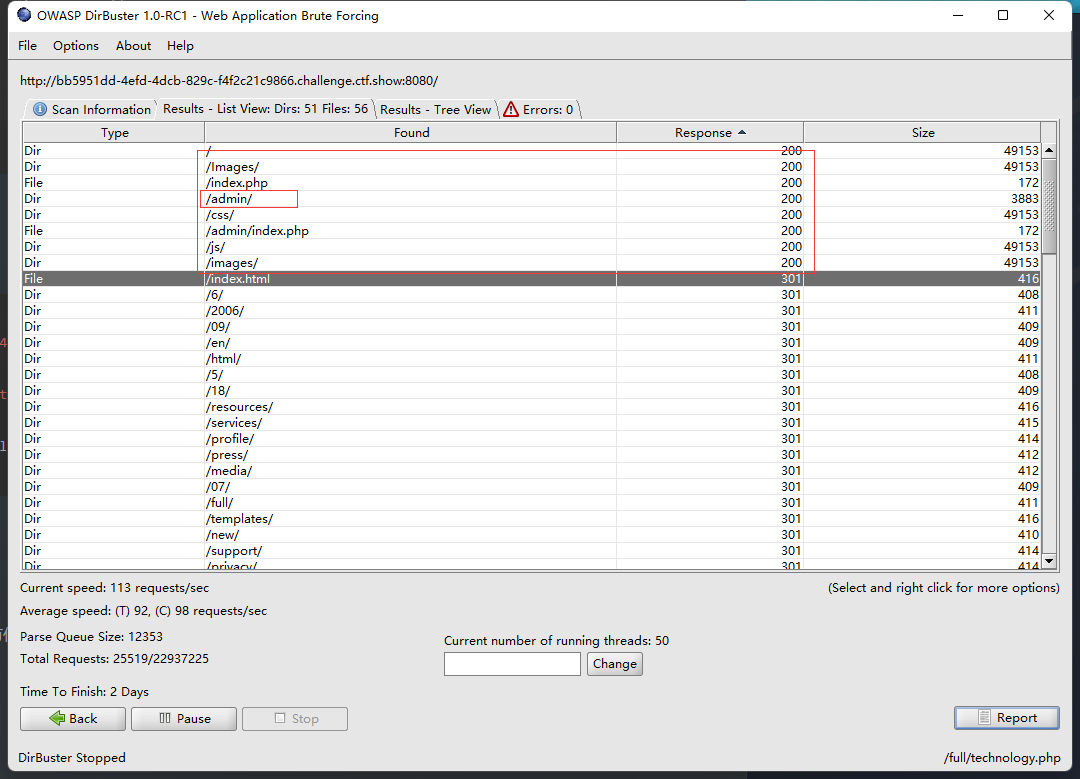 OWASP DirBuster 1.0-RC1 - Web Application Brute Forcing
File Options About Help
http://bb5951dd-4efd-4dcb-829c-f4f2c21c9866.challenge.ctf.show:8080/
Scan Information Results - List View: Dirs: 51 Files: 56 Results - Tree View Errors: 0
Type Found Response Size
Dir / 200 49153
Dir /Images/ 200 49153
File /index.php 200 172
Dir /admin/ 200 3883
Dir /css/ 200 49153
File /admin/index.php 200 172
Dir /js/ 200 49153
Dir /images/ 200 49153
File /index.html 301 416
Dir /6/ 301 408
Dir /2006/ 301 411
Dir /09/ 301 409
Dir /en/ 301 409
Dir /html/ 301 411
Dir /5/ 301 408
Dir /18/ 301 409
Dir /resources/ 301 416
Dir /services/ 301 415
Dir /profile/ 301 414
Dir /press/ 301 412
Dir /media/ 301 412
Dir /07/ 301 409
Dir /full/ 301 411
Dir /templates/ 301 416
Dir /new/ 301 410
Dir /support/ 301 414
Dir /privacy/ 301 414
Current speed: 113 requests/sec (Select and right click for more options)
Average speed: (T) 92, (C) 98 requests/sec
Parse Queue Size: 12353 Current number of running threads: 50
Total Requests: 25519/22937225 Change
Time To Finish: 2 Days
Back Pause Stop Report
DirBuster Stopped /full/technology.php